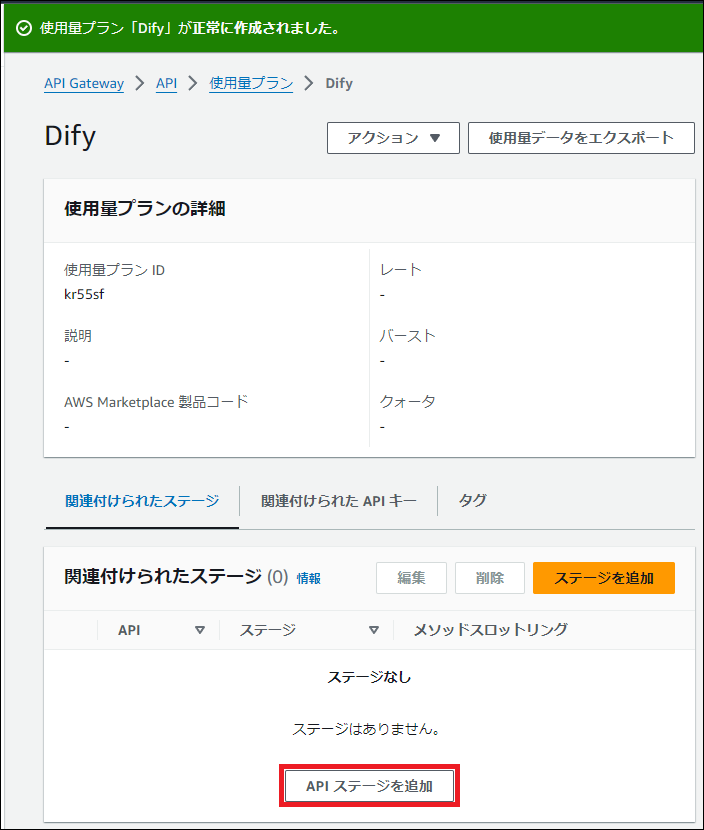 使用量プラン「Dify」が正常に作成されました。
API Gateway > API > 使用量プラン > Dify
Dify
アクション ▼ 使用量データをエクスポート
使用量プランの詳細
使用量プラン ID
kr55sf
説明
-
AWS Marketplace 製品コード
-
レート
-
バースト
-
クォータ
-
関連付けられたステージ 関連付けられた API キー タグ
関連付けられたステージ (0) 情報 編集 削除 ステージを追加
API ステージ メソッドスロットリング
ステージなし
ステージはありません。
API ステージを追加